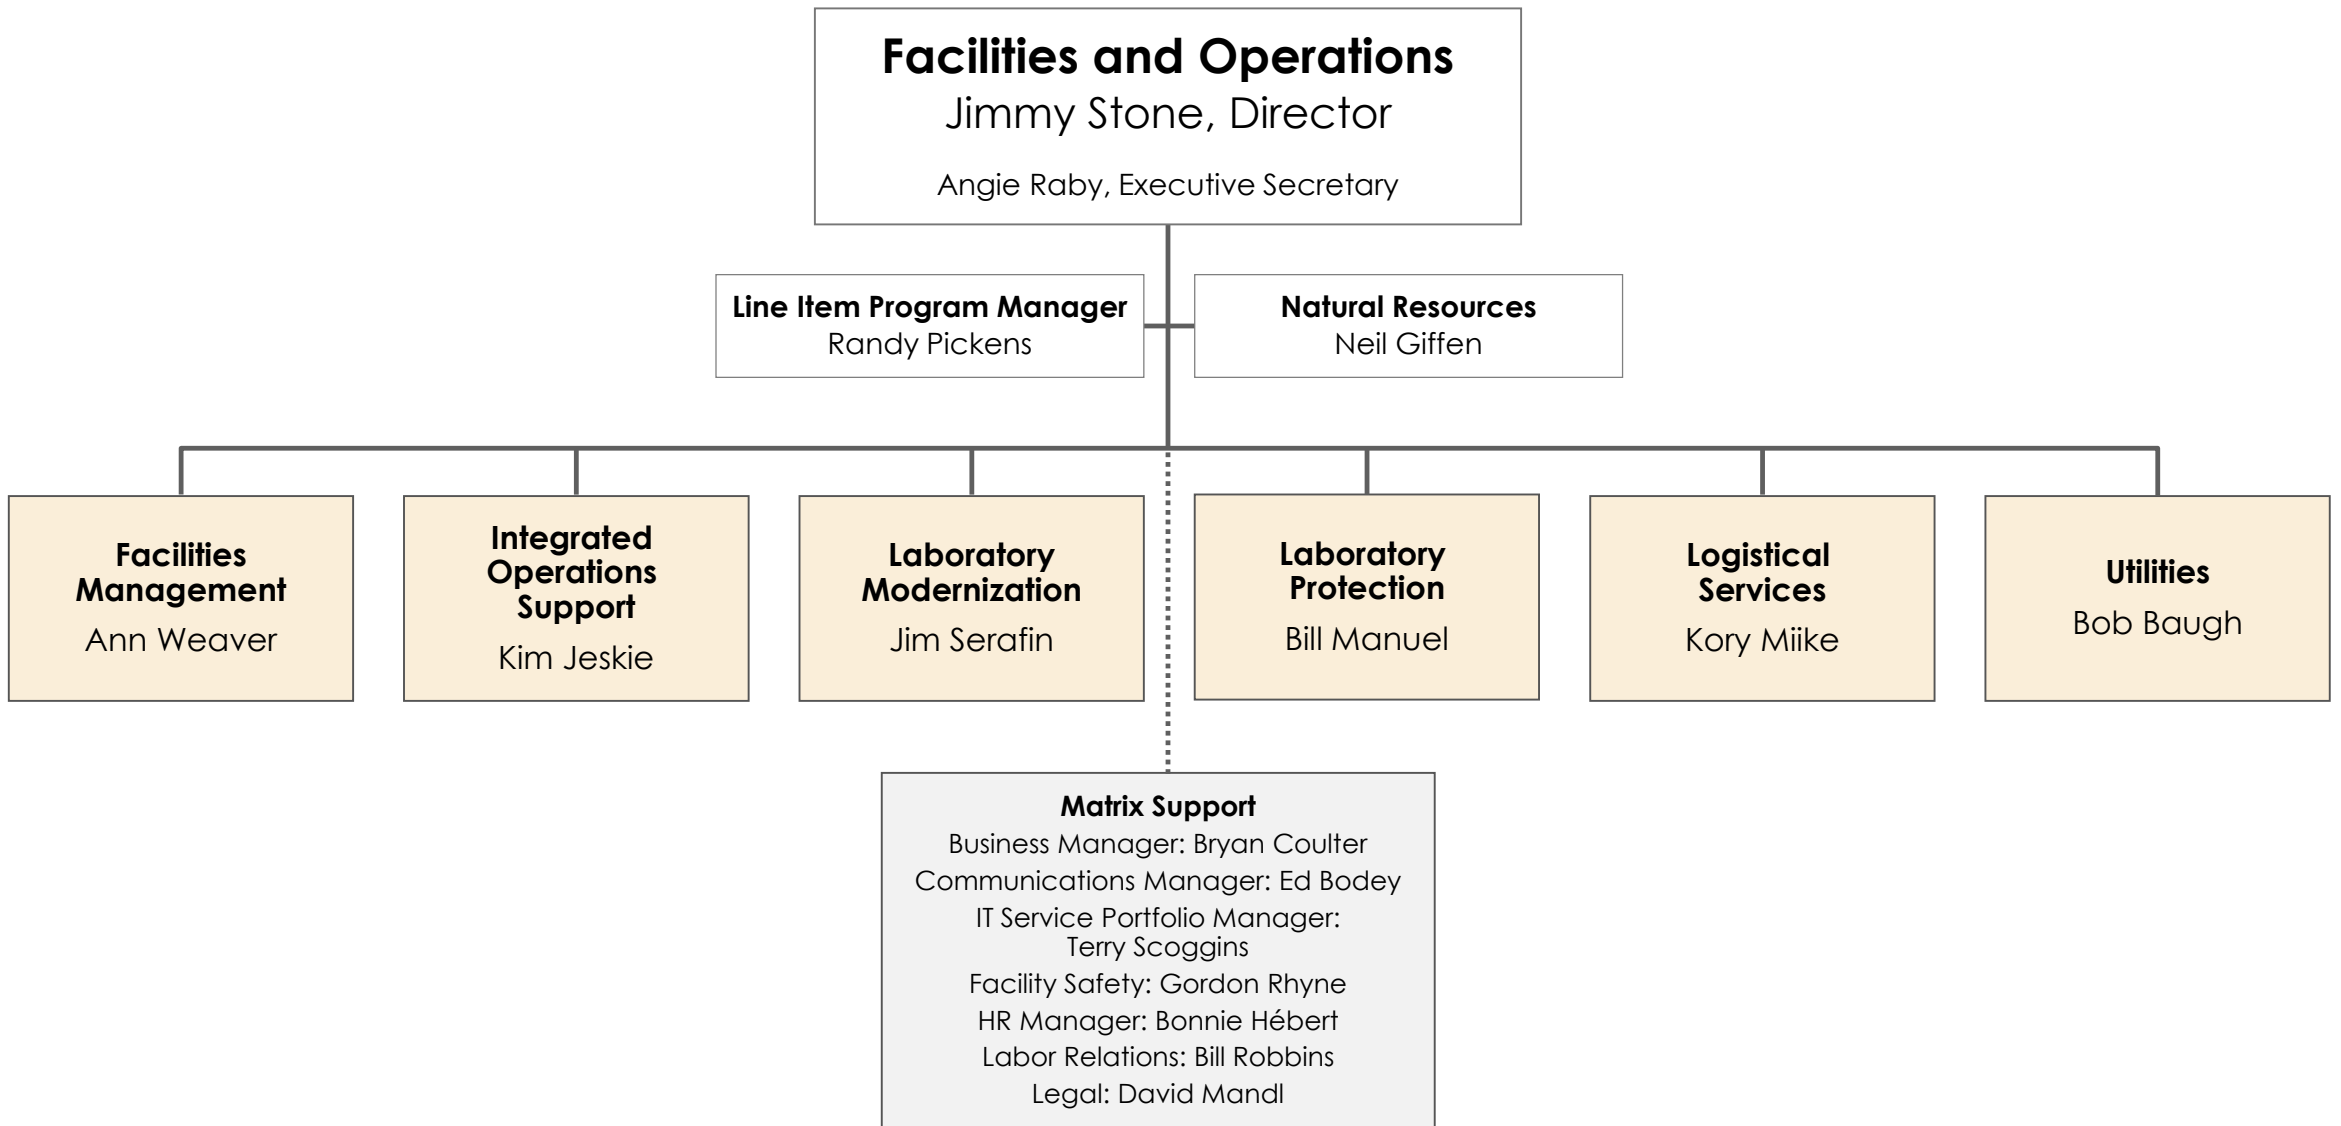 Facilities and Operations
Jimmy Stone, Director
Angie Raby, Executive Secretary
Line Item Program Manager
Randy Pickens
Natural Resources
Neil Giffen
Facilities
Management
Ann Weaver
Integrated
Operations
Support
Kim Jeskie
Laboratory
Modernization
Jim Serafin
Laboratory
Protection
Bill Manuel
Logistical
Services
Kory Miike
Utilities
Bob Baugh
Matrix Support
Business Manager: Bryan Coulter
Communications Manager: Ed Bodey
IT Service Portfolio Manager:
Terry Scoggins
Facility Safety: Gordon Rhyne
HR Manager: Bonnie Hébert
Labor Relations: Bill Robbins
Legal: David Mandl